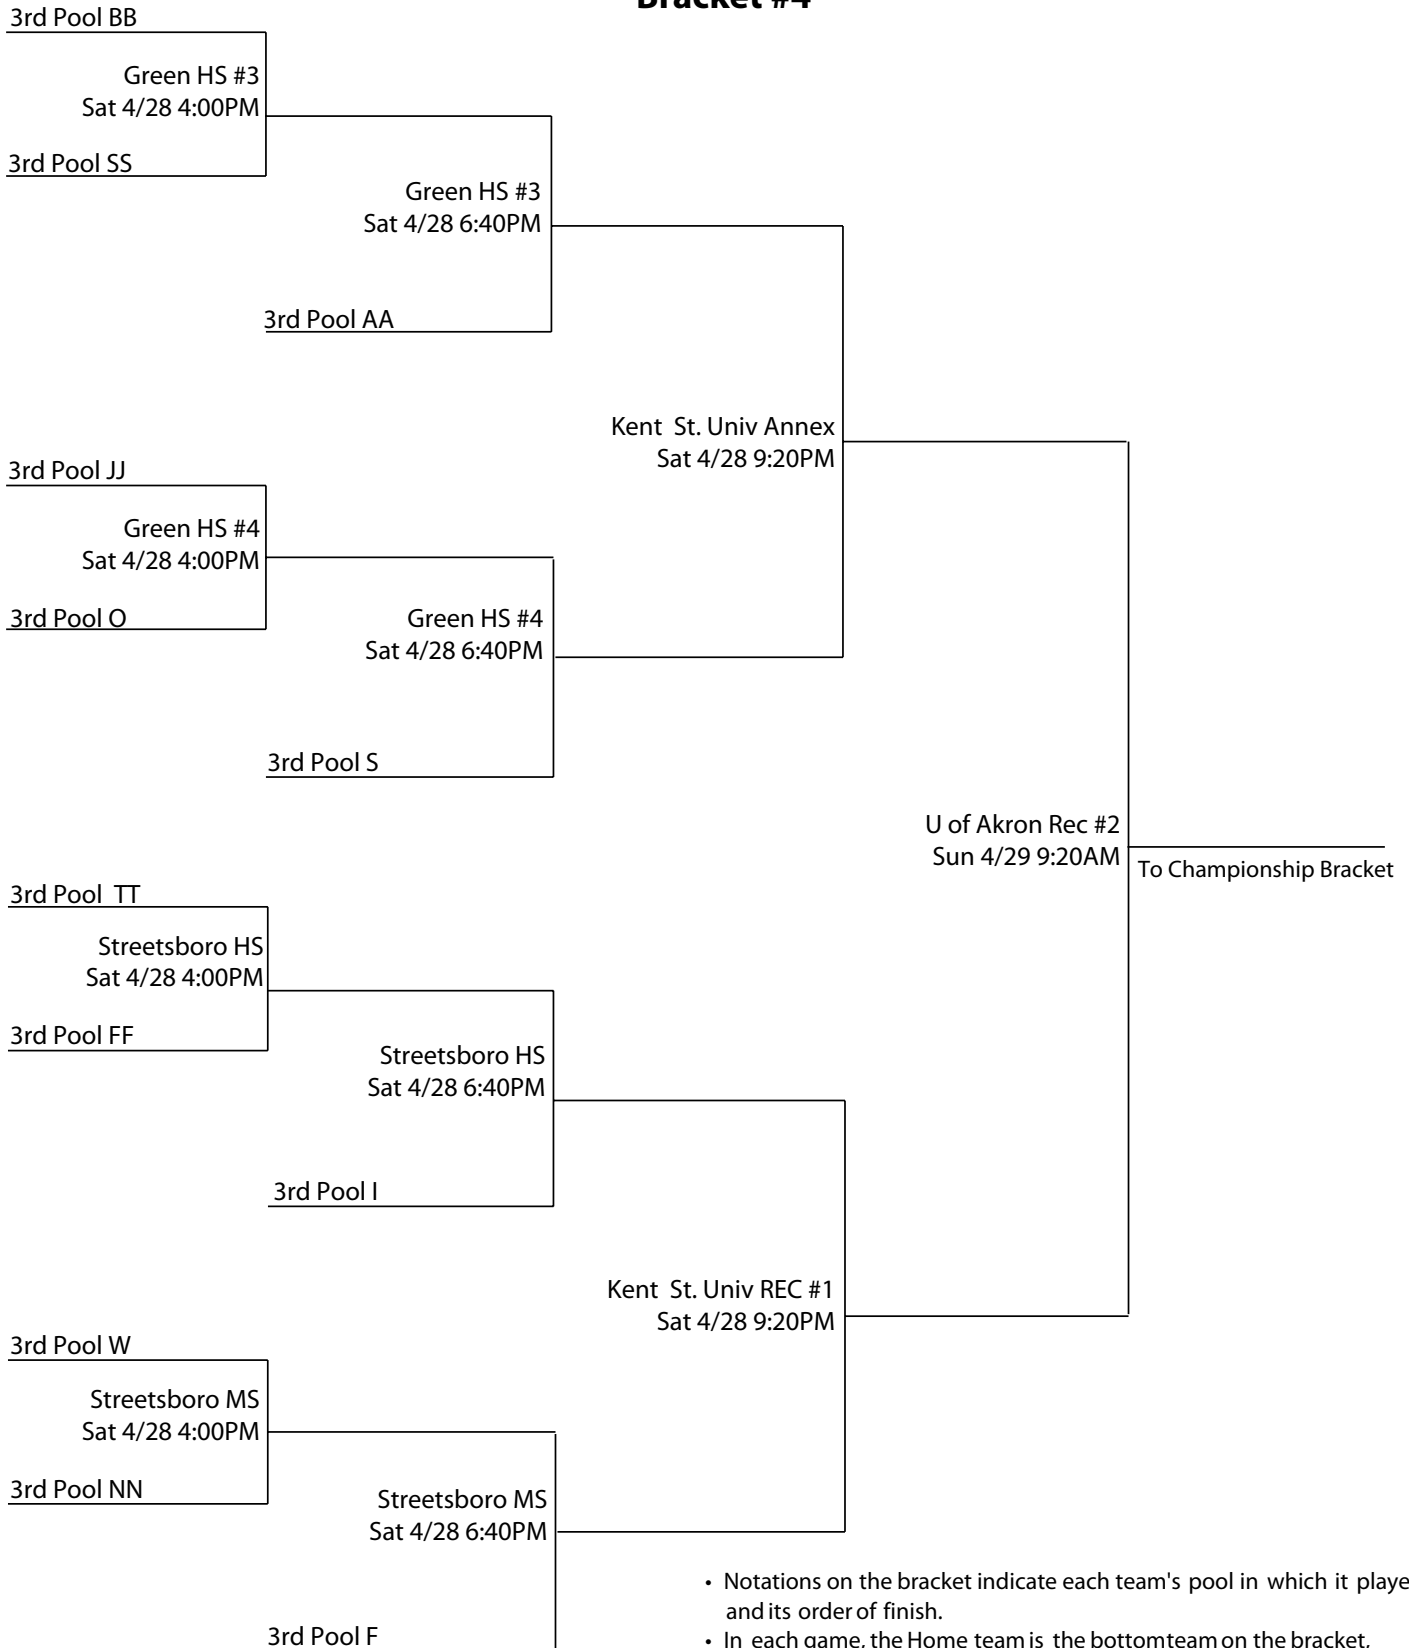 Bracket #4
3rd Pool BB
Green HS #3
Sat 4/28 4:00PM
3rd Pool SS
Green HS #3
Sat 4/28 6:40PM
3rd Pool AA
Kent St. Univ Annex
Sat 4/28 9:20PM
3rd Pool JJ
Green HS #4
Sat 4/28 4:00PM
3rd Pool O
Green HS #4
Sat 4/28 6:40PM
3rd Pool S
U of Akron Rec #2
Sun 4/29 9:20AM
To Championship Bracket
3rd Pool TT
Streetsboro HS
Sat 4/28 4:00PM
3rd Pool FF
Streetsboro HS
Sat 4/28 6:40PM
3rd Pool I
Kent St. Univ REC #1
Sat 4/28 9:20PM
3rd Pool W
Streetsboro MS
Sat 4/28 4:00PM
3rd Pool NN
Streetsboro MS
Sat 4/28 6:40PM
3rd Pool F
• Notations on the bracket indicate each team's pool in which it playe
and its order of finish.
• In each game, the Home team is the bottom team on the bracket,